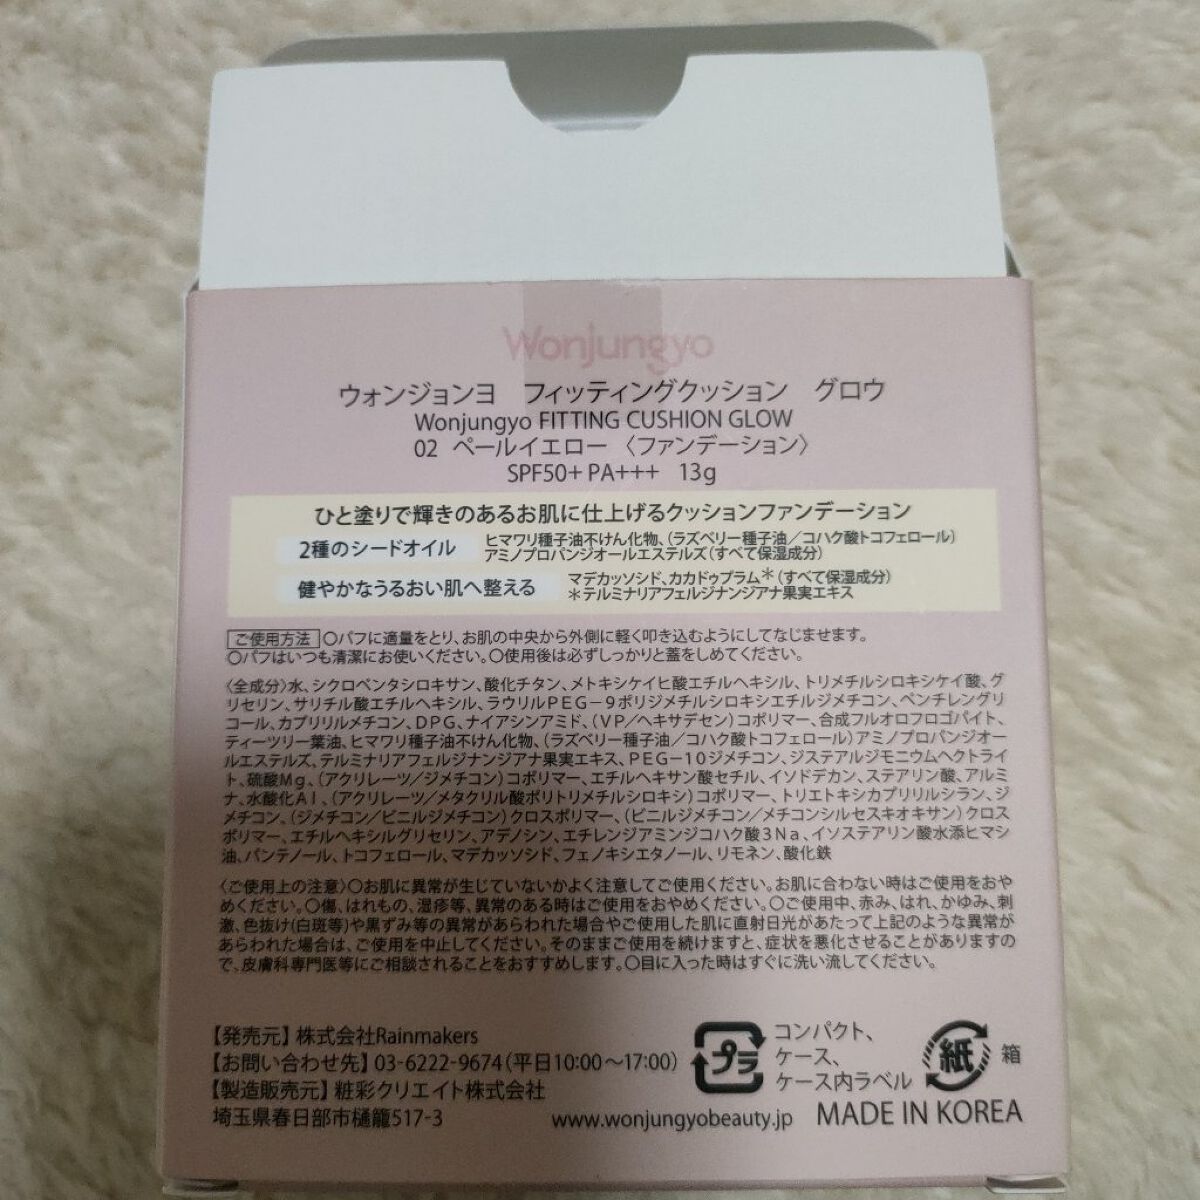 Wonjungyo
ウォンジョンヨ　フィッティングクッション　グロウ
Wonjungyo FITTING CUSHION GLOW
02 ペールイエロー 〈ファンデーション〉
SPF50+ PA+++ 13g
ひと塗りで輝きのあるお肌に仕上げるクッションファンデーション
2種のシードオイル ヒマワリ種子油不けん化物、(ラズベリー種子油／コハク酸トコフェロール)
アミノプロパンジオールエステルズ(すべて保湿成分)
健やかなうるおい肌へ整える マデカッソシド、カカドゥプラム＊(すべて保湿成分)
＊テルミナリアフェルジナンジアナ果実エキス
ご使用方法 〇パフに適量をとり、お肌の中央から外側に軽く叩き込むようにしてなじませます。
〇パフはいつも清潔にお使いください。〇使用後は必ずしっかりと蓋をしめてください。
〈全成分〉水、シクロペンタシロキサン、酸化チタン、メトキシケイヒ酸エチルヘキシル、トリメチルシロキシケイ酸、グ
リセリン、サリチル酸エチルヘキシル、ラウリルＰＥＧ－９ポリジメチルシロキシエチルジメチコン、ペンチレングリ
コール、カプリリルメチコン、ＤＰＧ、ナイアシンアミド、(ＶＰ／ヘキサデセン)コポリマー、合成フルオロフロゴパイト、
ティーツリー葉油、ヒマワリ種子油不けん化物、(ラズベリー種子油／コハク酸トコフェロール)アミノプロパンジオー
ルエステルズ、テルミナリアフェルジナンジアナ果実エキス、ＰＥＧ－10ジメチコン、ジステアルジモニウムヘクトライ
ト、硫酸Ｍｇ、(アクリレーツ／ジメチコン)コポリマー、エチルヘキサン酸セチル、イソドデカン、ステアリン酸、アルミ
ナ、水酸化Ａｌ、(アクリレーツ／メタクリル酸ポリトリメチルシロキシ)コポリマー、トリエトキシカプリリルシラン、ジ
メチコン、(ジメチコン／ビニルジメチコン)クロスポリマー、(ビニルジメチコン／メチコンシルセスキオキサン)クロス
ポリマー、エチルヘキシルグリセリン、アデノシン、エチレンジアミンジコハク酸3Ｎａ、イソステアリン酸水添ヒマシ
油、パンテノール、トコフェロール、マデカッソシド、フェノキシエタノール、リモネン、酸化鉄
〈ご使用上の注意〉〇お肌に異常が生じていないかよく注意してご使用ください。お肌に合わない時はご使用をおや
めください。〇傷、はれもの、湿疹等、異常のある時はご使用をおやめください。〇ご使用中、赤み、はれ、かゆみ、刺
激、色抜け(白斑等)や黒ずみ等の異常があらわれた場合やご使用した肌に直射日光があたって上記のような異常が
あらわれた場合は、ご使用を中止してください。そのままご使用を続けますと、症状を悪化させることがありますの
で、皮膚科専門医等にご相談されることをおすすめします。〇目に入った時はすぐに洗い流してください。
【発売元】株式会社Rainmakers
【お問い合わせ先】03-6222-9674(平日10:00～17:00)
【製造販売元】粧彩クリエイト株式会社
埼玉県春日部市樋籠517-3
www.wonjungyobeauty.jp
プラ
コンパクト、
ケース、
ケース内ラベル
紙
箱
MADE IN KOREA